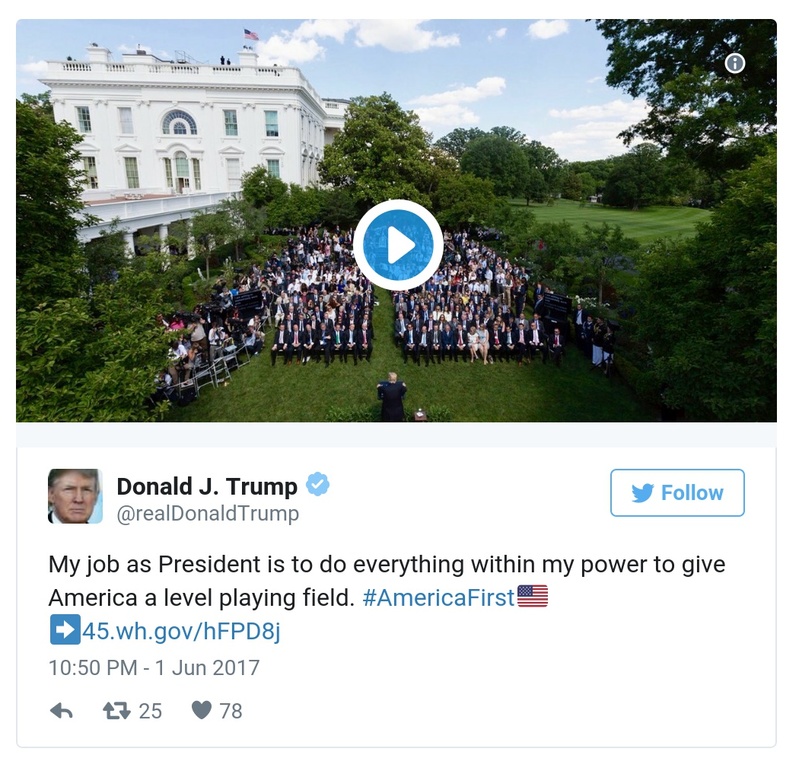 Donald J. Trump
@realDonaldTrump
Follow
My job as President is to do everything within my power to give
America a level playing field. #AmericaFirst🇺🇸
➡️45.wh.gov/hFPD8j
10:50 PM - 1 Jun 2017
25 78